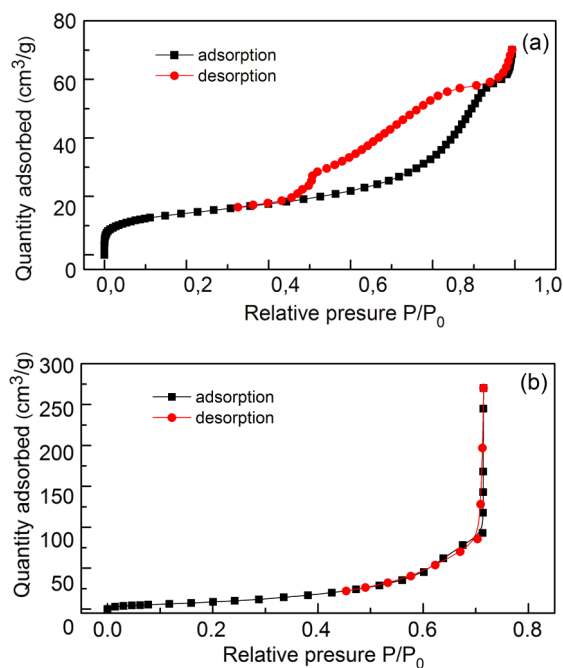 80
60
40
20
0
Quantity adsorbed (cm³/g)
adsorption
desorption
(a)
0,0 0,2 0,4 0,6 0,8 1,0
Relative presure P/P₀
300
250
200
150
100
50
0
Quantity adsorbed (cm³/g)
adsorption
desorption
(b)
0.0 0.2 0.4 0.6 0.8
Relative presure P/P₀